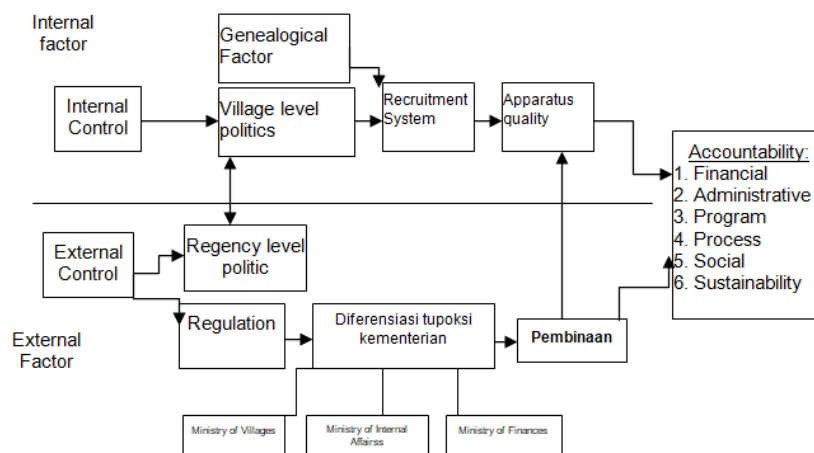 Internal
factor
Genealogical
Factor
Internal
Control
Village level
politics
Recruitment
System
Apparatus
quality
Accountability:
1. Financial
2. Administrative
3. Program
4. Process
5. Social
6. Sustainability
External
Control
Regency level
politic
Regulation
Diferensiasi tupoksi
kementerian
Pembinaan
External
Factor
Ministry of Villages
Ministry of Internal
Affairss
Ministry of Finances